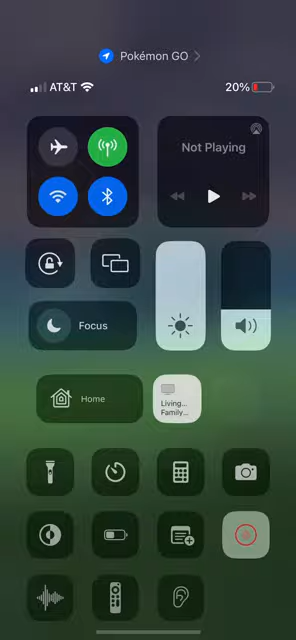 Pokémon GO
AT&T 20%
Not Playing
Focus
Home
Living...
Family...